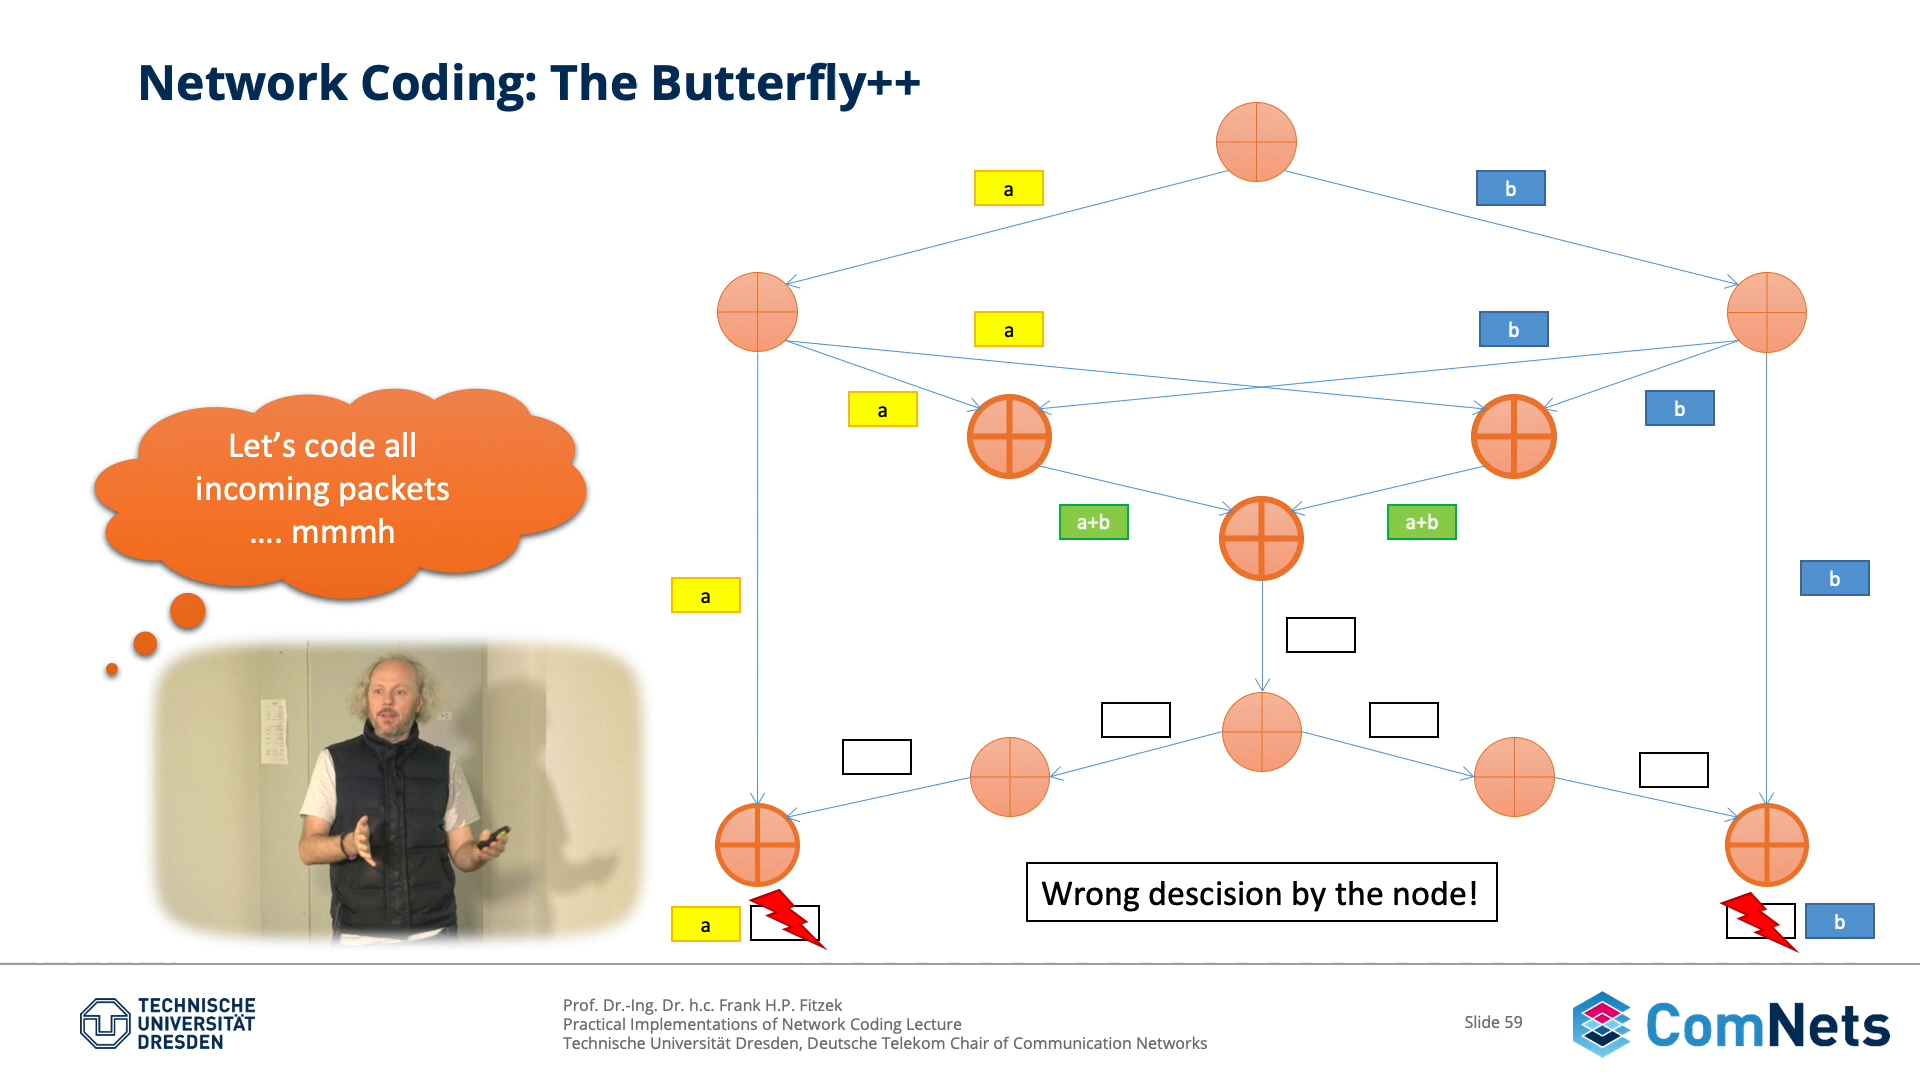 Network Coding: The Butterfly++
a
b
a
b
a
b
Let’s code all
incoming packets
.... mmmh
a+b
a+b
a
b
Wrong descision by the node!
a
b
TECHNISCHE
UNIVERSITÄT
DRESDEN
Prof. Dr.-Ing. Dr. h.c. Frank H.P. Fitzek
Practical Implementations of Network Coding Lecture
Technische Universität Dresden, Deutsche Telekom Chair of Communication Networks
Slide 59
ComNets